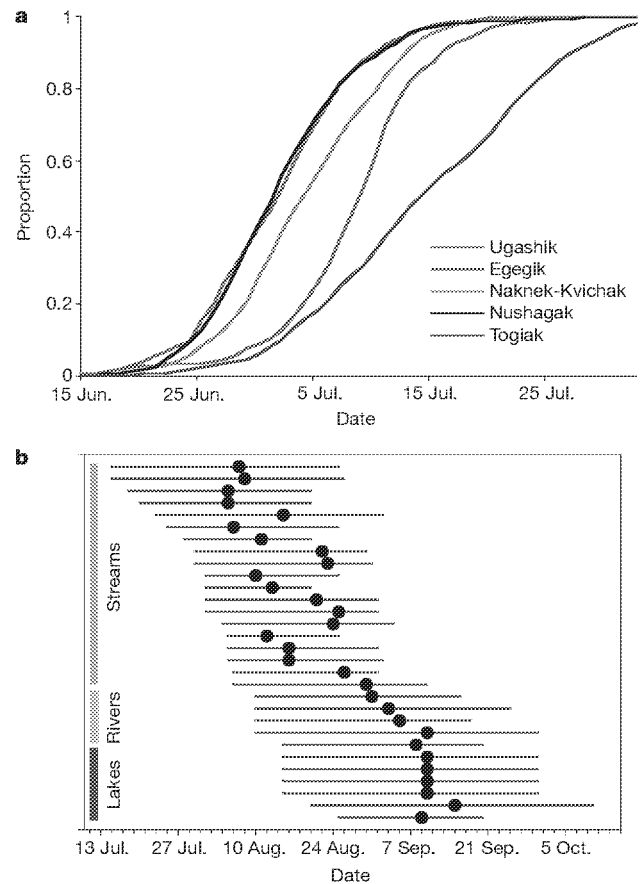 a
1
0.8
0.6
0.4
0.2
0
Proportion
Ugashik
Egegik
Naknek-Kvichak
Nushagak
Togiak
15 Jun.
25 Jun.
5 Jul.
15 Jul.
25 Jul.
Date
b
Streams
Rivers
Lakes
13 Jul.
27 Jul.
10 Aug.
24 Aug.
7 Sep.
21 Sep.
5 Oct.
Date